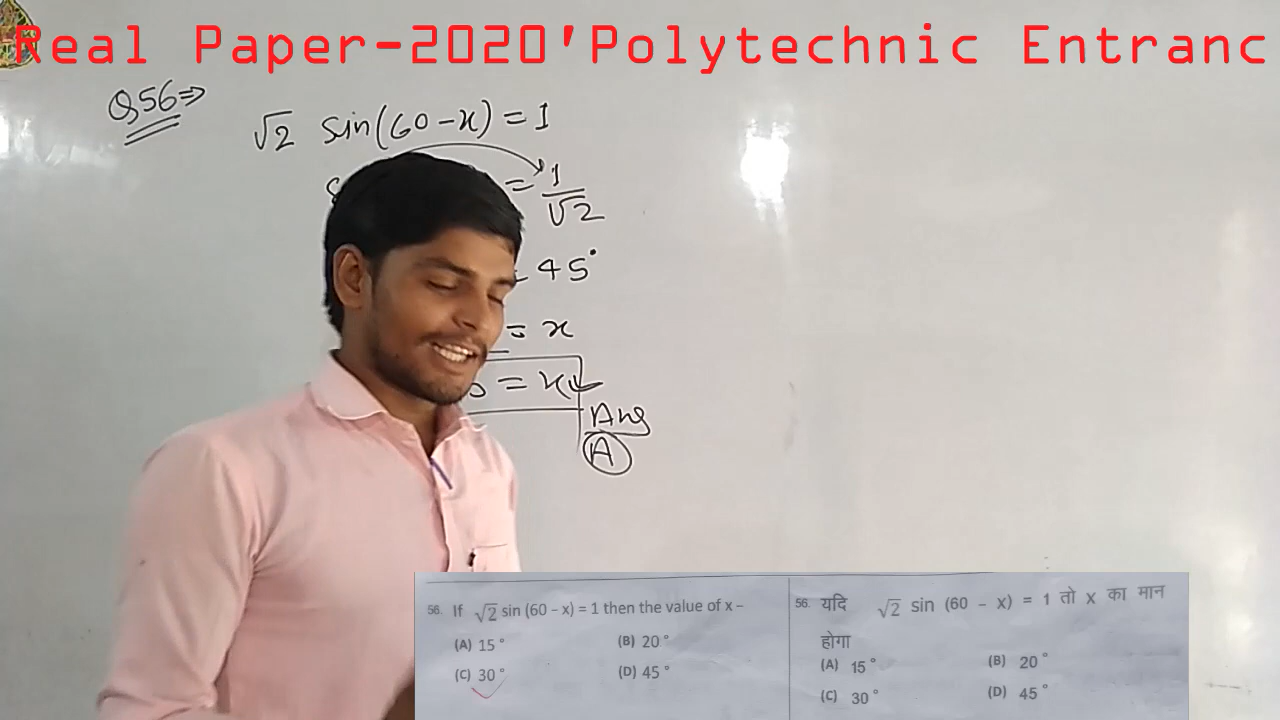 Real Paper-2020'Polytechnic Entranc
Q56⇒
√2 sin(60-x) = 1
= 1/√2
= 45°
= x
= x
Ans
A
56. If √2 sin (60 – x) = 1 then the value of x –
(A) 15°
(B) 20°
(C) 30°
(D) 45°
56. यदि √2 sin (60 – x) = 1 तो x का मान
होगा
(A) 15°
(B) 20°
(C) 30°
(D) 45°